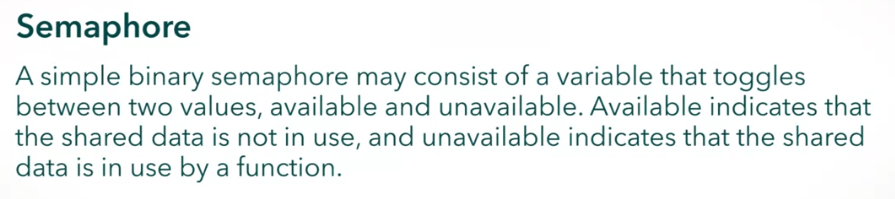 Semaphore
A simple binary semaphore may consist of a variable that toggles
between two values, available and unavailable. Available indicates that
the shared data is not in use, and unavailable indicates that the shared
data is in use by a function.